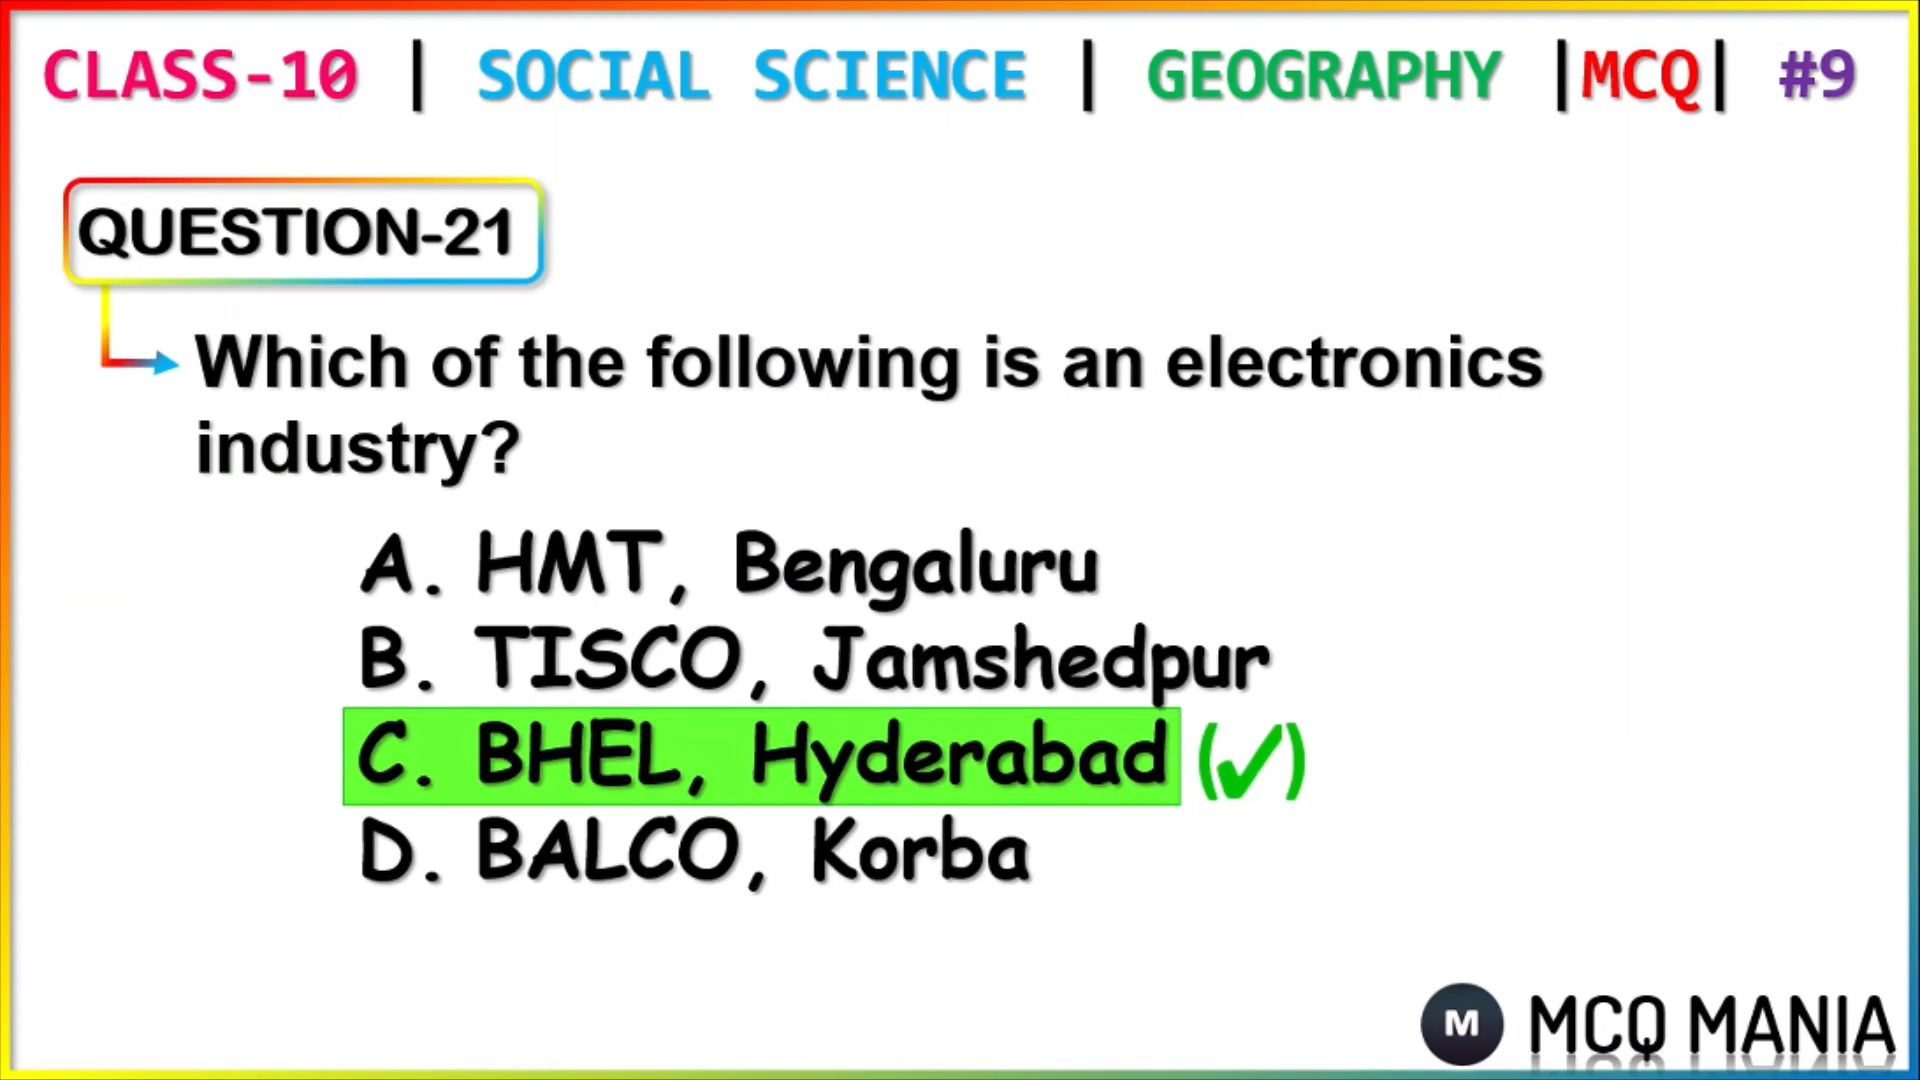 CLASS-10 | SOCIAL SCIENCE | GEOGRAPHY |MCQ| #9
QUESTION-21
Which of the following is an electronics
industry?
A. HMT, Bengaluru
B. TISCO, Jamshedpur
C. BHEL, Hyderabad (✓)
D. BALCO, Korba
M MCQ MANIA